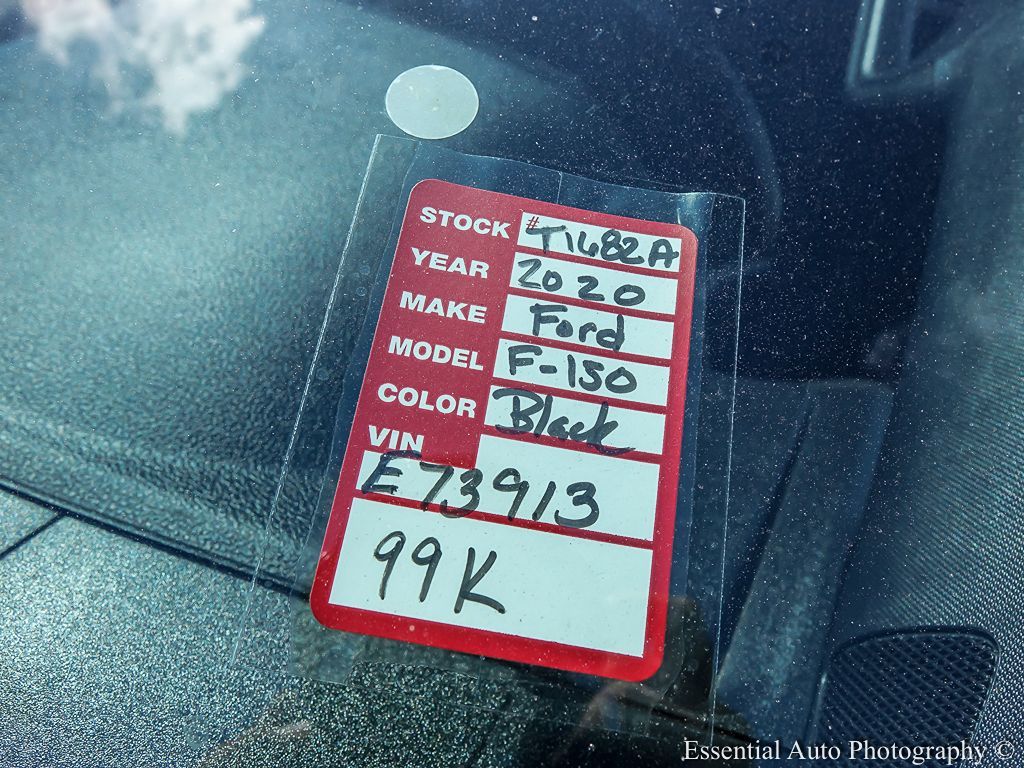 STOCK #T1682A
YEAR 2020
MAKE Ford
MODEL F-150
COLOR Black
VIN
E73913
99K
Essential Auto Photography ©